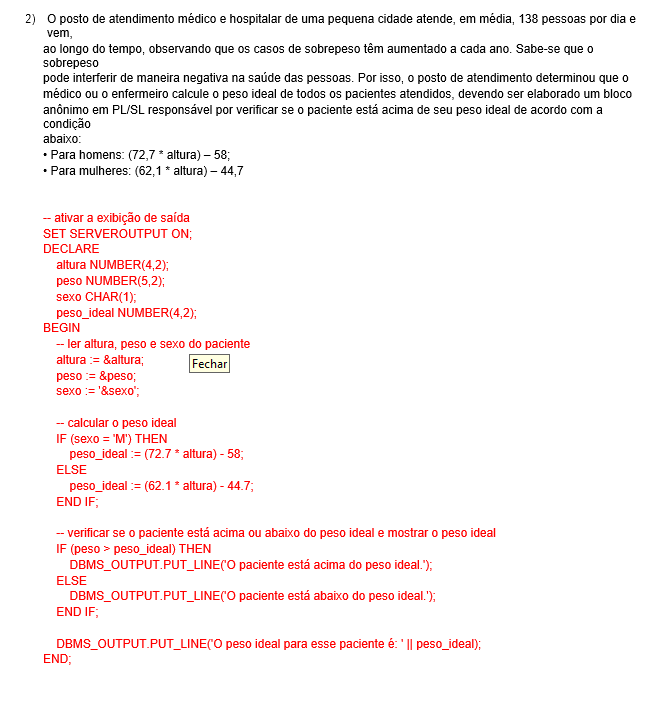 2) O posto de atendimento médico e hospitalar de uma pequena cidade atende, em média, 138 pessoas por dia e
vem,
ao longo do tempo, observando que os casos de sobrepeso têm aumentado a cada ano. Sabe-se que o
sobrepeso
pode interferir de maneira negativa na saúde das pessoas. Por isso, o posto de atendimento determinou que o
médico ou o enfermeiro calcule o peso ideal de todos os pacientes atendidos, devendo ser elaborado um bloco
anônimo em PL/SL responsável por verificar se o paciente está acima de seu peso ideal de acordo com a
condição
abaixo:
• Para homens: (72,7 * altura) – 58;
• Para mulheres: (62,1 * altura) – 44,7
-- ativar a exibição de saída
SET SERVEROUTPUT ON;
DECLARE
altura NUMBER(4,2);
peso NUMBER(5,2);
sexo CHAR(1);
peso_ideal NUMBER(4,2);
BEGIN
-- ler altura, peso e sexo do paciente
altura := &altura;
Fechar
peso := &peso;
sexo := '&sexo';
-- calcular o peso ideal
IF (sexo = 'M') THEN
peso_ideal := (72.7 * altura) - 58;
ELSE
peso_ideal := (62.1 * altura) - 44.7;
END IF;
-- verificar se o paciente está acima ou abaixo do peso ideal e mostrar o peso ideal
IF (peso > peso_ideal) THEN
DBMS_OUTPUT.PUT_LINE('O paciente está acima do peso ideal.');
ELSE
DBMS_OUTPUT.PUT_LINE('O paciente está abaixo do peso ideal.');
END IF;
DBMS_OUTPUT.PUT_LINE('O peso ideal para esse paciente é: ' || peso_ideal);
END;